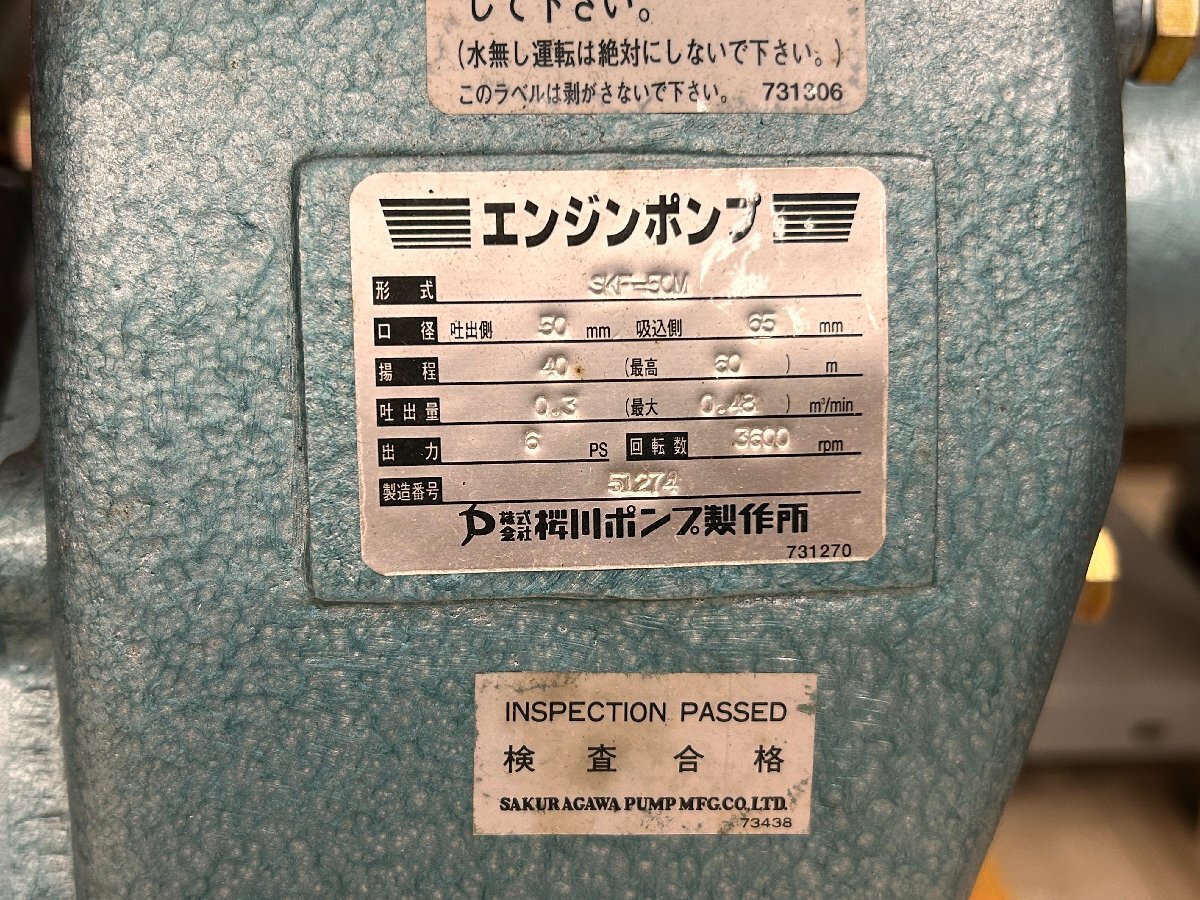 して下さい。
(水無し運転は絶対にしないで下さい。)
このラベルは剥がさないで下さい。 731306
エンジンポンプ
形式 SKF-50M
口径 吐出側 50 mm 吸込側 65 mm
揚程 40 (最高 60 ) m
吐出量 0.3 (最大 0.48 ) m³/min
出力 6 PS 回転数 3600 rpm
製造番号 51274
株式会社 桜川ポンプ製作所
731270
INSPECTION PASSED
検査合格
SAKURAGAWA PUMP MFG.CO.,LTD.
73438